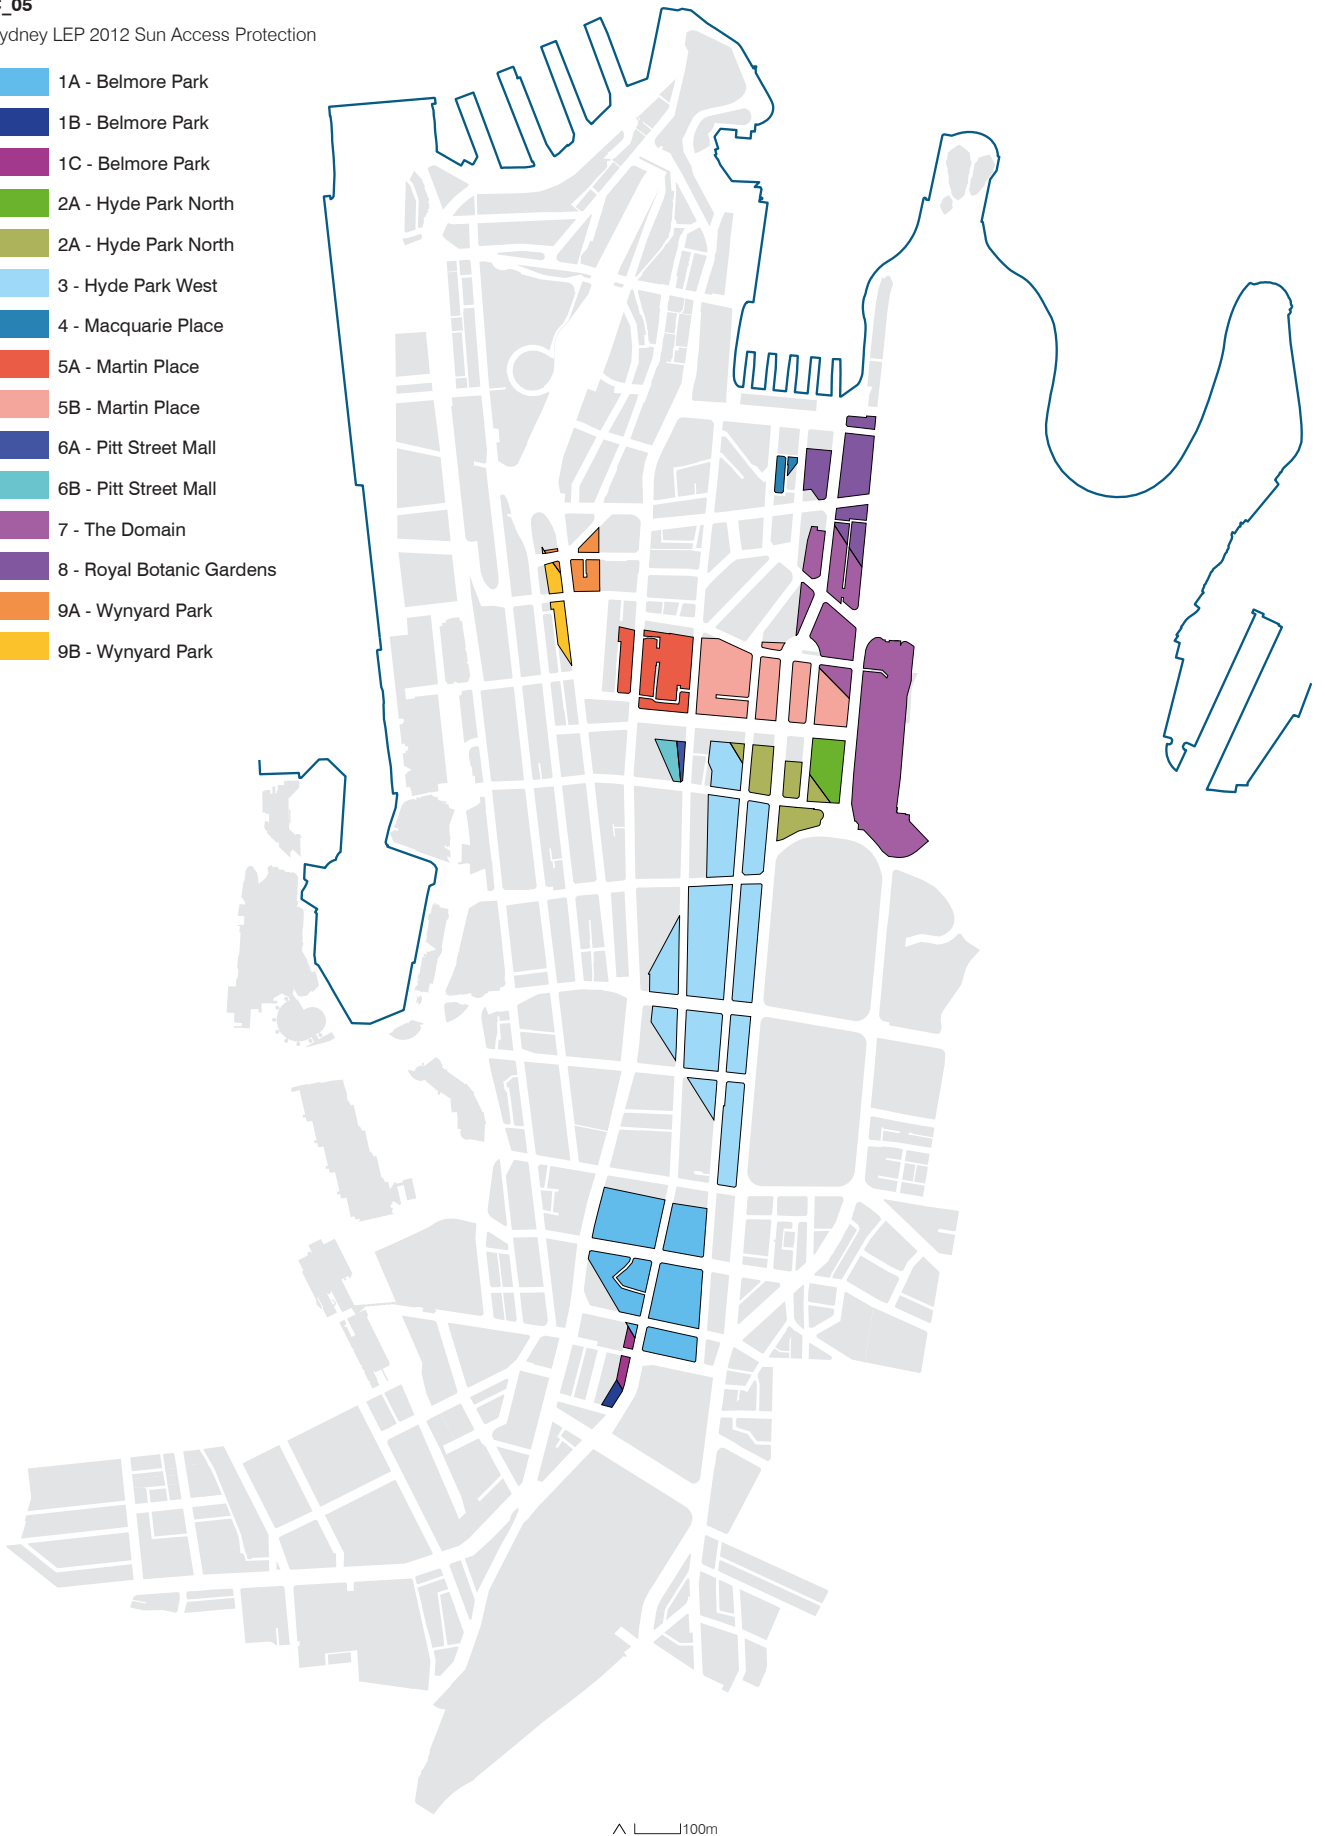 _05
ydney LEP 2012 Sun Access Protection
1A - Belmore Park
1B - Belmore Park
1C - Belmore Park
2A - Hyde Park North
2A - Hyde Park North
3 - Hyde Park West
4 - Macquarie Place
5A - Martin Place
5B - Martin Place
6A - Pitt Street Mall
6B - Pitt Street Mall
7 - The Domain
8 - Royal Botanic Gardens
9A - Wynyard Park
9B - Wynyard Park
100m